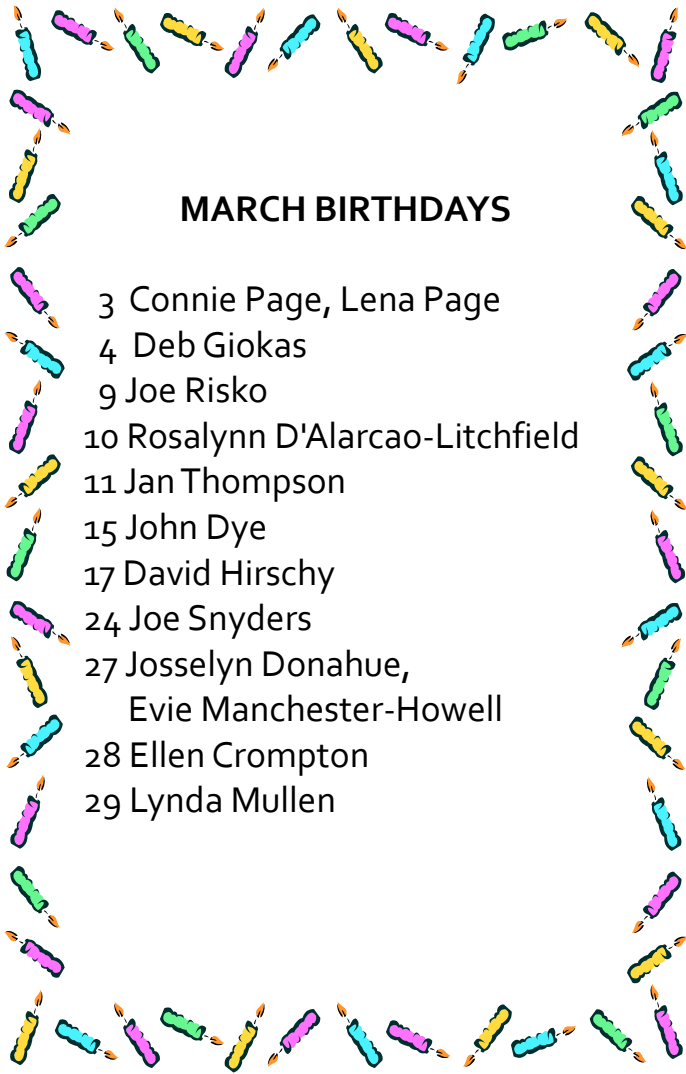 MARCH BIRTHDAYS
3 Connie Page, Lena Page
4 Deb Giokas
9 Joe Risko
10 Rosalynn D'Alarcao-Litchfield
11 Jan Thompson
15 John Dye
17 David Hirschy
24 Joe Snyders
27 Josselyn Donahue,
Evie Manchester-Howell
28 Ellen Crompton
29 Lynda Mullen